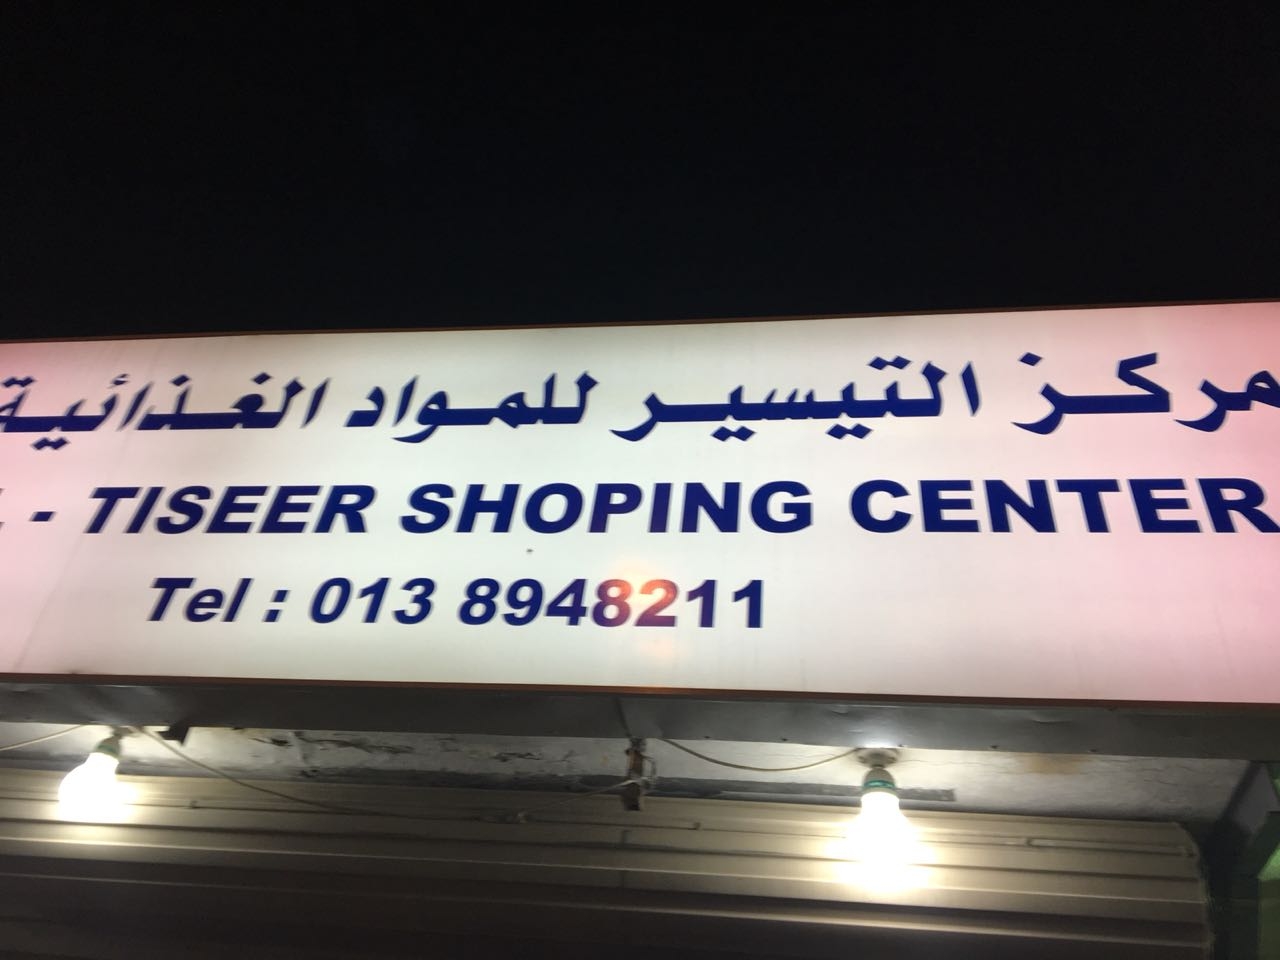 مركز التيسير للمواد الغذائية
- TISEER SHOPING CENTER
Tel : 013 8948211